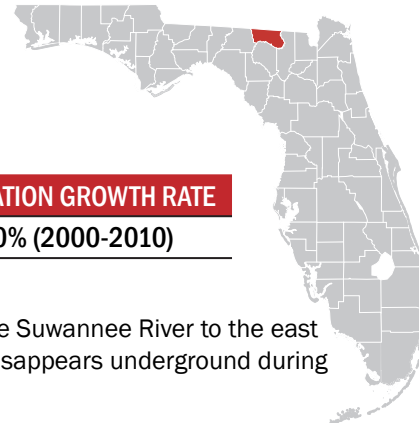 ATION GROWTH RATE
0% (2000-2010)
e Suwannee River to the east
sappears underground during